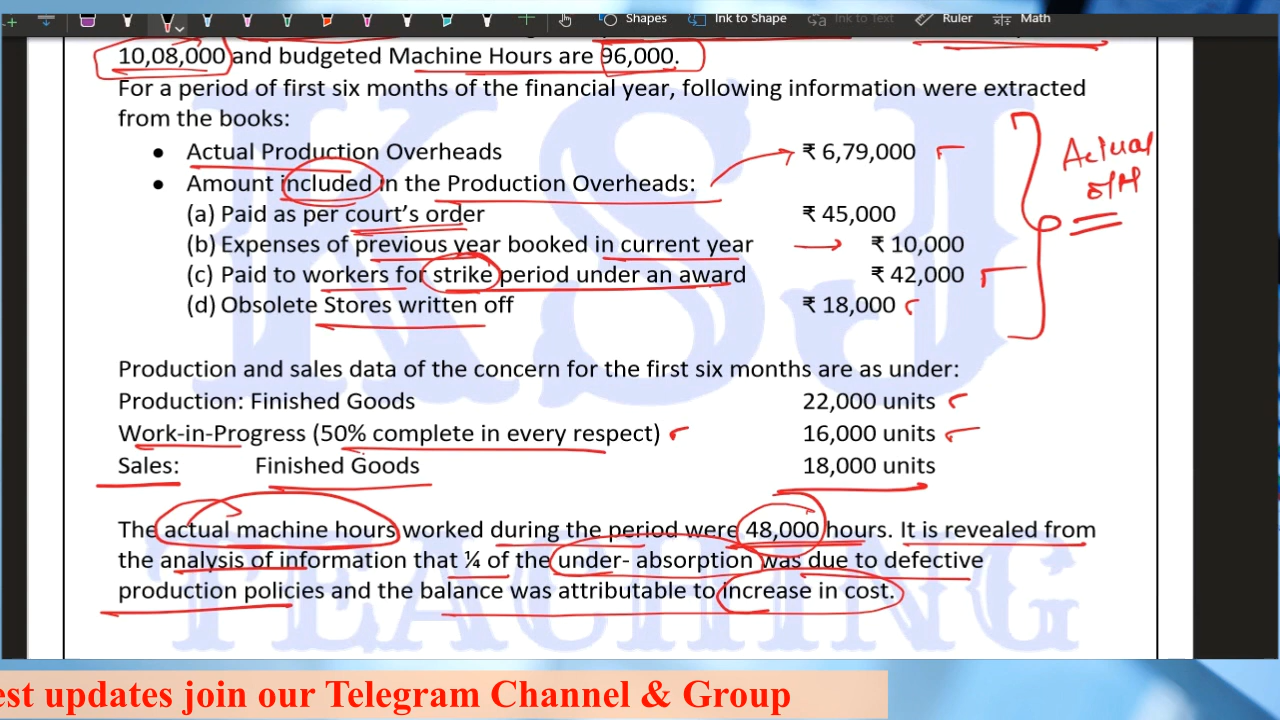 Shapes Ink to Shape Ink to Text Ruler Math
10,08,000 and budgeted Machine Hours are 96,000.
For a period of first six months of the financial year, following information were extracted
from the books:
• Actual Production Overheads ₹ 6,79,000
• Amount included in the Production Overheads:
(a) Paid as per court's order ₹ 45,000
(b) Expenses of previous year booked in current year ₹ 10,000
(c) Paid to workers for strike period under an award ₹ 42,000
(d) Obsolete Stores written off ₹ 18,000
Actual
o/H
Production and sales data of the concern for the first six months are as under:
Production: Finished Goods 22,000 units
Work-in-Progress (50% complete in every respect) 16,000 units
Sales: Finished Goods 18,000 units
The actual machine hours worked during the period were 48,000 hours. It is revealed from
the analysis of information that ¼ of the under- absorption was due to defective
production policies and the balance was attributable to increase in cost.
KSJ
TEACHING
est updates join our Telegram Channel & Group